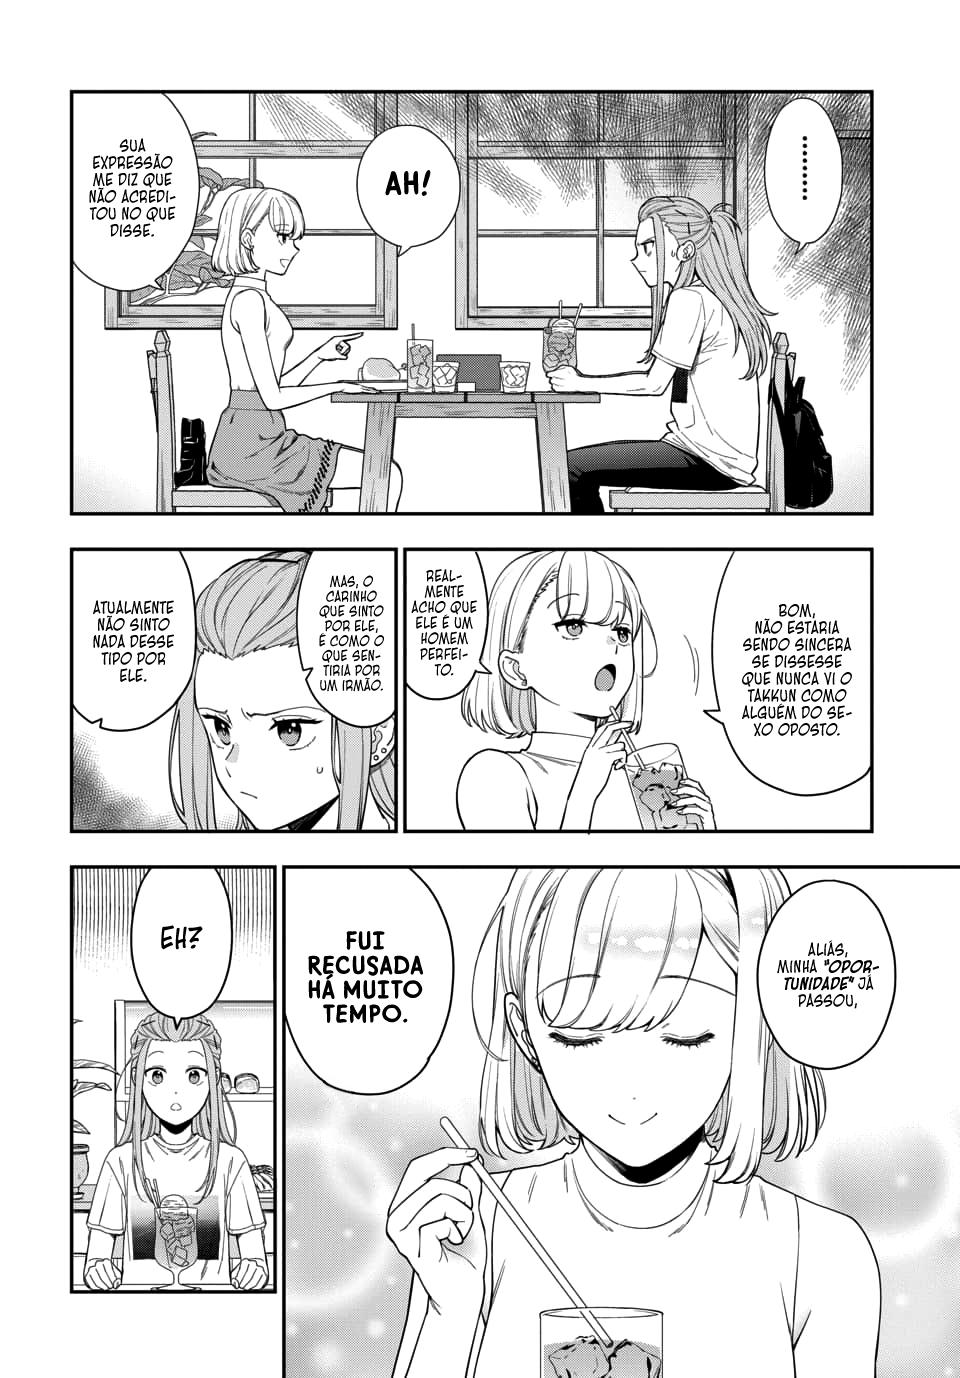 .........
AH!
SUA
EXPRESSÃO
ME DIZ QUE
NÃO ACREDI-
TOU NO QUE
DISSE.
BOM,
NÃO ESTARIA
SENDO SINCERA
SE DISSESSE
QUE NUNCA VI O
TAKKUN COMO
ALGUÉM DO SE-
XO OPOSTO.
REAL-
MENTE
ACHO QUE
ELE É UM
HOMEM
PERFEI-
TO.
MAS, O
CARINHO
QUE SINTO
POR ELE,
É COMO O
QUE SEN-
TIRIA POR
UM IRMÃO.
ATUALMENTE
NÃO SINTO
NADA DESSE
TIPO POR
ELE.
ALIÁS,
MINHA "OPOR-
TUNIDADE" JÁ
PASSOU,
FUI
RECUSADA
HÁ MUITO
TEMPO.
EH?